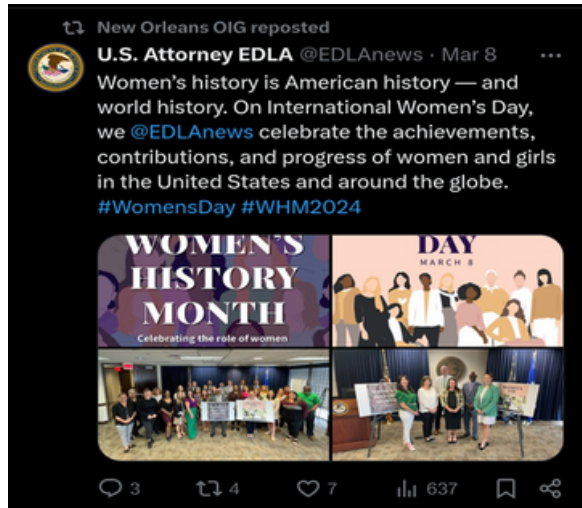 New Orleans OIG reposted
U.S. Attorney EDLA @EDLAnews · Mar 8
Women’s history is American history — and
world history. On International Women’s Day,
we @EDLAnews celebrate the achievements,
contributions, and progress of women and girls
in the United States and around the globe.
#WomensDay #WHM2024
WOMEN'S
HISTORY
MONTH
Celebrating the role of women
DAY
MARCH 8
3 4 7 637